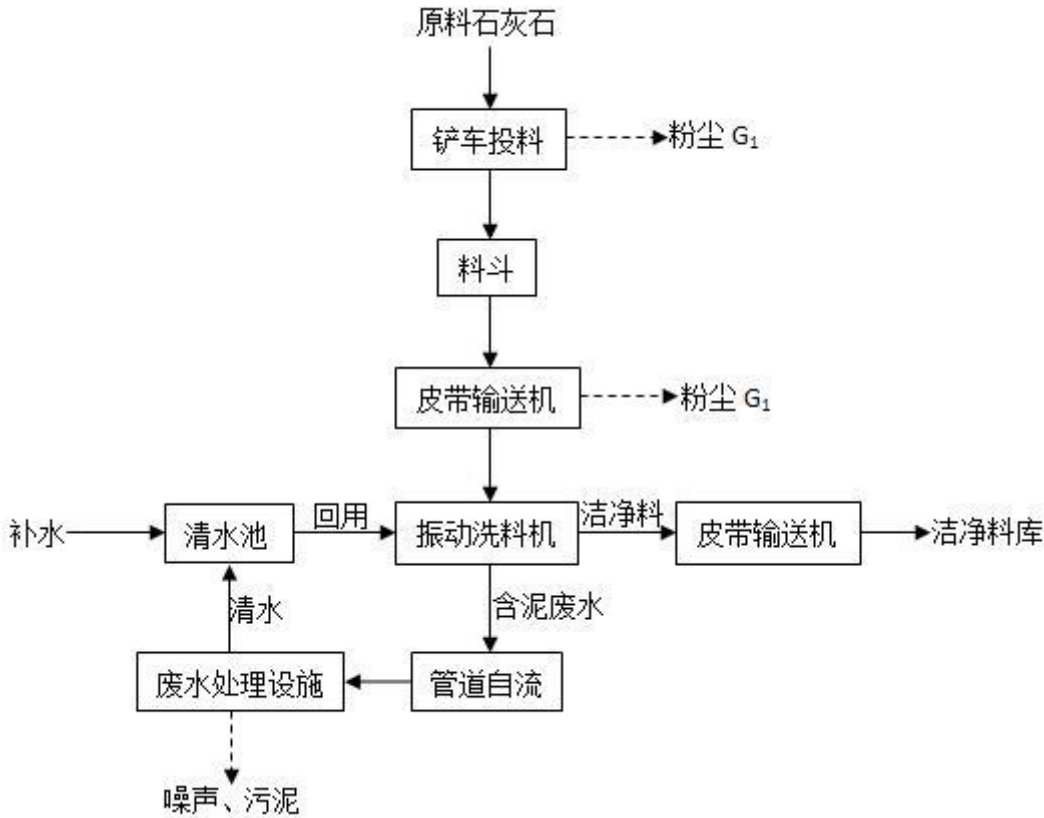 原料石灰石
铲车投料
粉尘 G₁
料斗
皮带输送机
粉尘 G₁
补水
清水池
回用
振动洗料机
洁净料
皮带输送机
洁净料库
清水
含泥废水
废水处理设施
管道自流
噪声、污泥